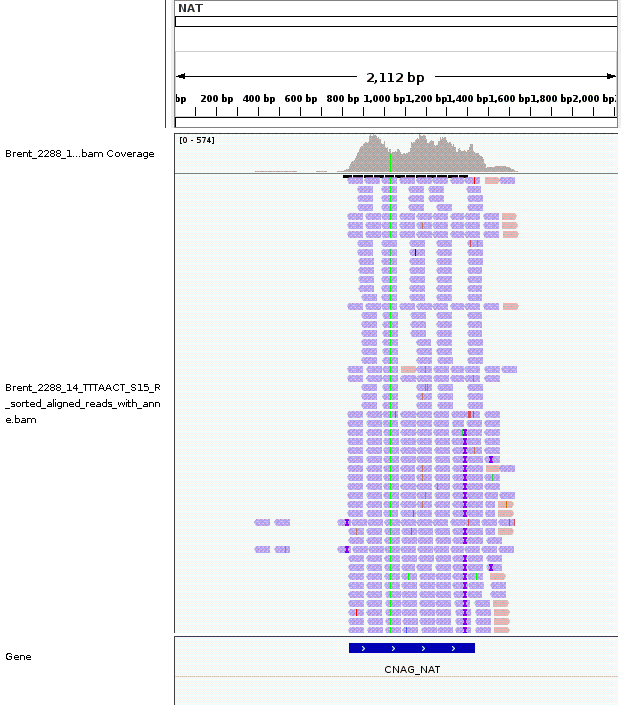 NAT
2,112 bp
bp 200 bp 400 bp 600 bp 800 bp 1,000 bp 1,200 bp 1,400 bp 1,600 bp 1,800 bp 2,000 bp
[0 - 574]
Brent_2288_1...bam Coverage
Brent_2288_14_TTTAACT_S15_R
_sorted_aligned_reads_with_ann
e.bam
Gene
CNAG_NAT